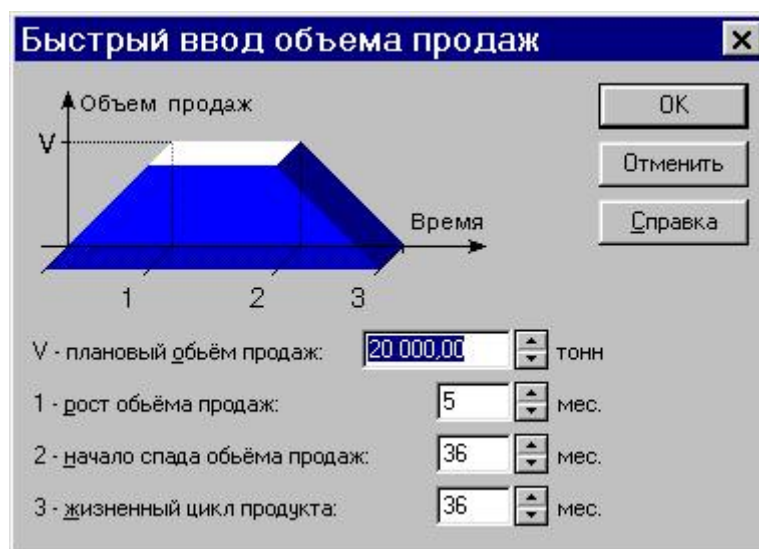 Быстрый ввод объема продаж
Объем продаж
V
Время
1 2 3
OK
Отменить
Справка
V - плановый обьём продаж: 20 000,00 тонн
1 - рост обьёма продаж: 5 мес.
2 - начало спада обьёма продаж: 36 мес.
3 - жизненный цикл продукта: 36 мес.